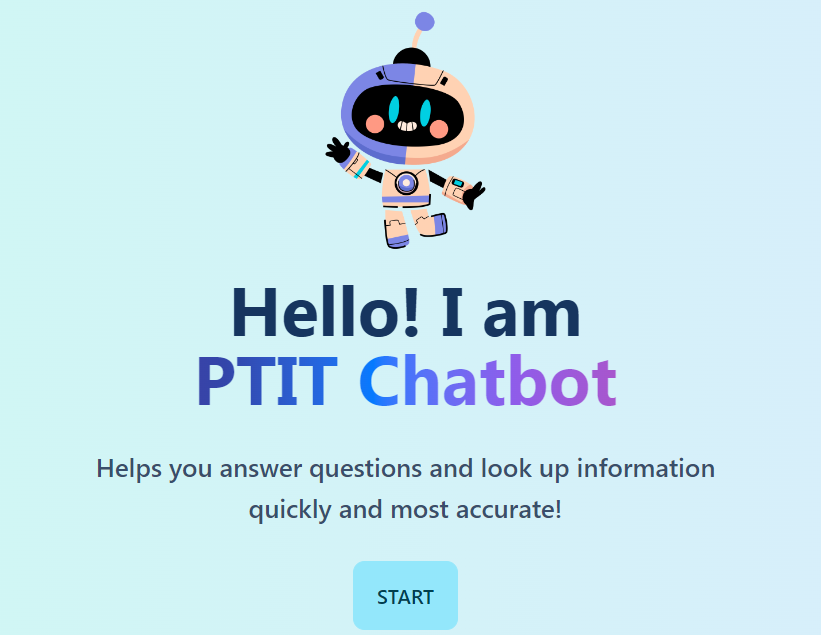 Hello! I am
PTIT Chatbot
Helps you answer questions and look up information
quickly and most accurate!
START